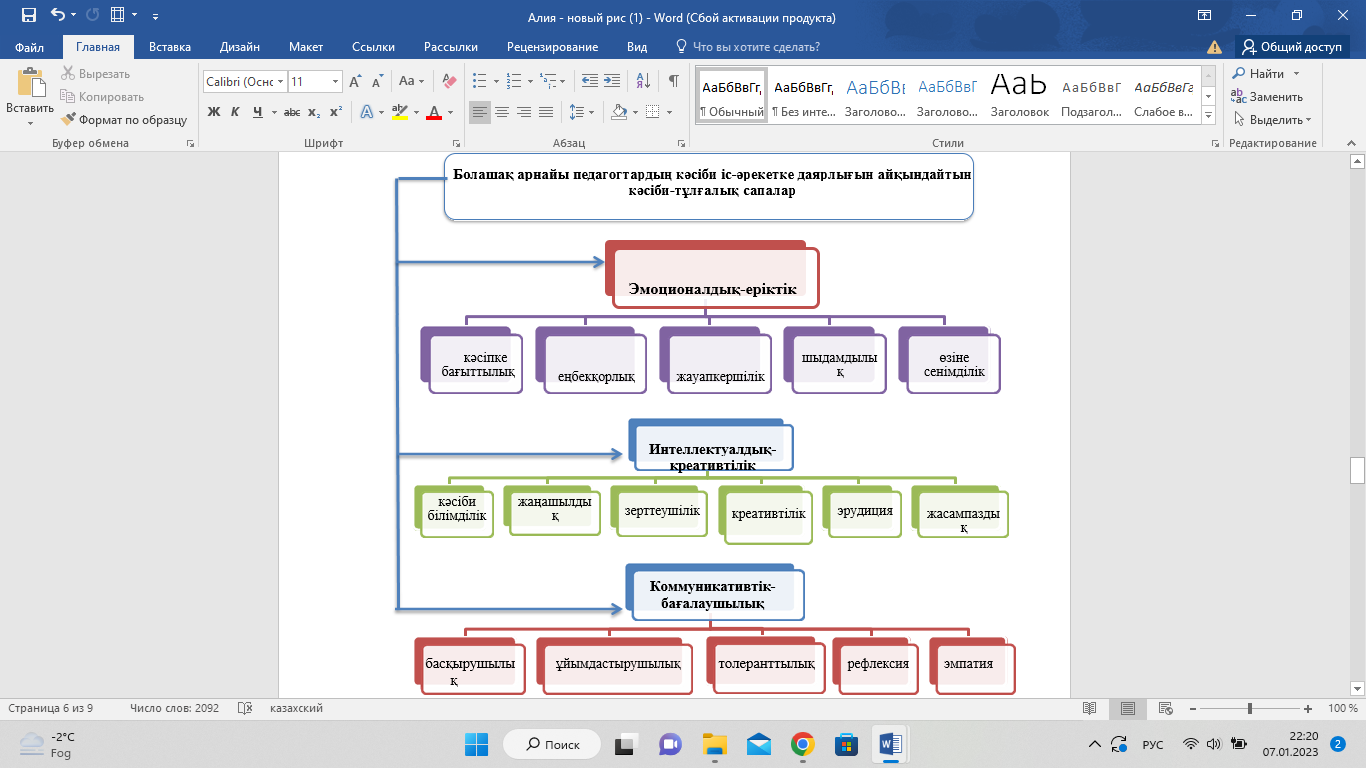 Алия - новый рис (1) - Word (Сбой активации продукта)
Файл Главная Вставка Дизайн Макет Ссылки Рассылки Рецензирование Вид Что вы хотите сделать? Общий доступ
Вставить
Вырезать
Копировать
Формат по образцу
Буфер обмена
Calibri (Оснс 11
Ж К Ч abc x₂ x²
Шрифт
Абзац
АаБбВвГг, АаБбВвГг, АаБбВв АаБбВвГ АаЬ АаБбВвГ АаБбВвГг
¶ Обычный ¶ Без инте... Заголово... Заголово... Заголовок Подзагол... Слабое в...
Стили
Найти
Заменить
Выделить
Редактирование
Болашақ арнайы педагогтардың кәсіби іс-әрекетке даярлығын айқындайтын
кәсіби-тұлғалық сапалар
Эмоционалдық-еріктік
кәсіпке
бағыттылық
еңбекқорлық
жауапкершілік
шыдамдылы
қ
өзіне
сенімділік
Интеллектуалдық-
креативтілік
кәсіби
білімділік
жаңашылды
қ
зерттеушілік
креативтілік
эрудиция
жасампазды
қ
Коммуникативтік-
бағалаушылық
басқырушылы
қ
ұйымдастырушылық
толеранттылық
рефлексия
эмпатия
Страница 6 из 9 Число слов: 2092 казахский 100 %
-2°C
Fog
Поиск
РУС
22:20
07.01.2023
2